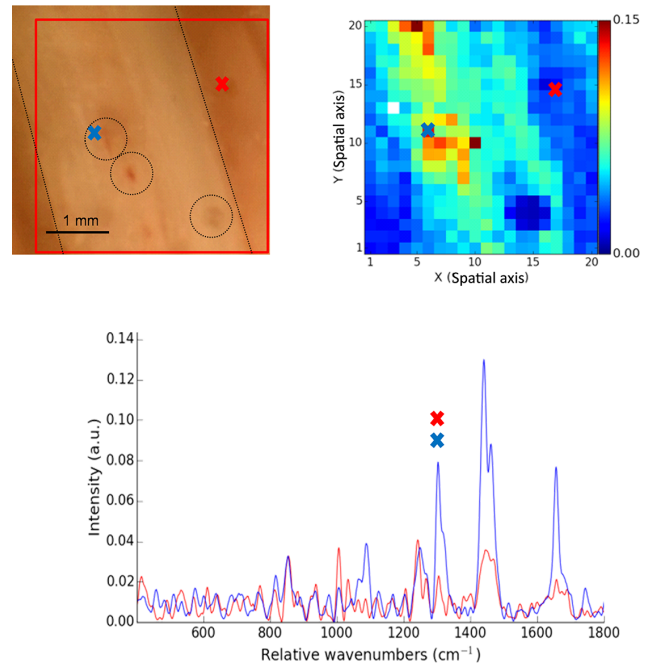 1 mm
20
15
10
5
1
Y (Spatial axis)
1 5 10 15 20
X (Spatial axis)
0.15
0.00
0.14
0.12
0.10
0.08
0.06
0.04
0.02
0.00
Intensity (a.u.)
600 800 1000 1200 1400 1600 1800
Relative wavenumbers (cm⁻¹)